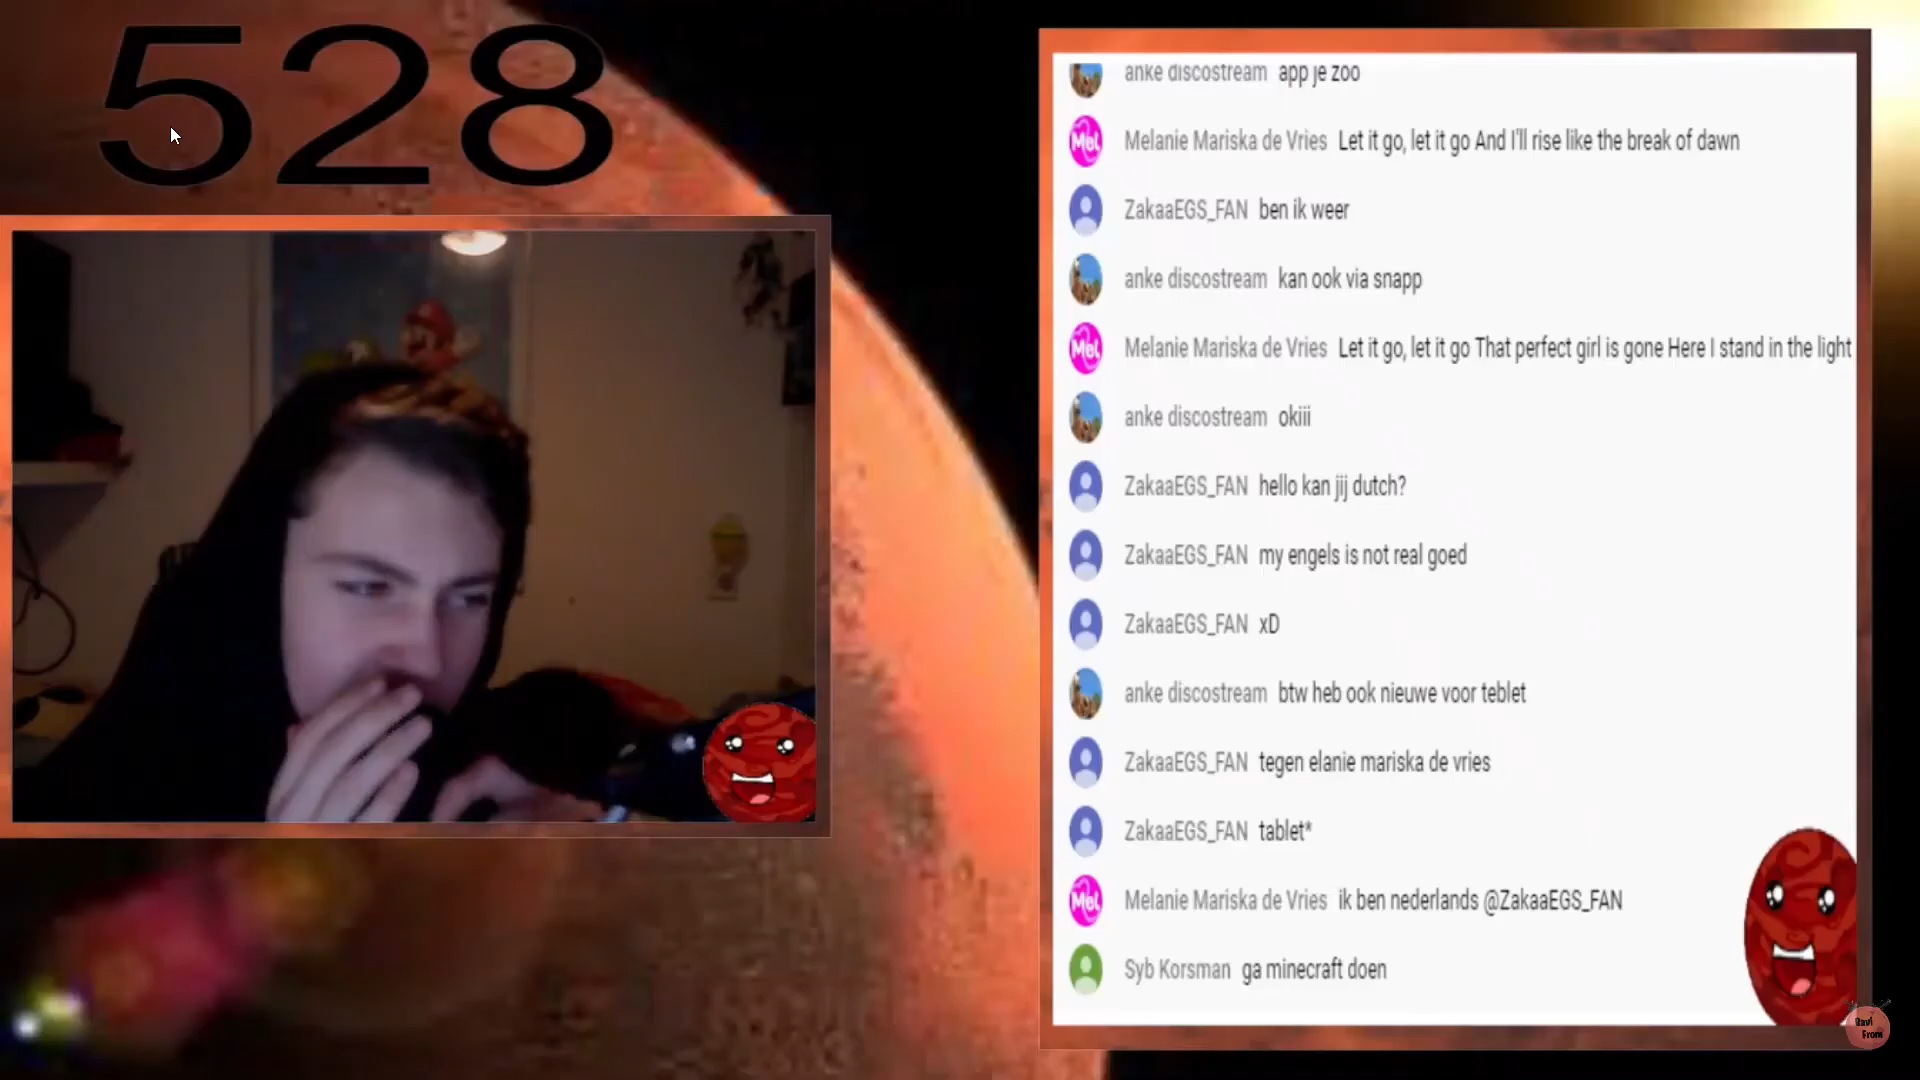 528
anke discostream app je zoo
Melanie Mariska de Vries Let it go, let it go And I'll rise like the break of dawn
ZakaaEGS_FAN ben ik weer
anke discostream kan ook via snapp
Melanie Mariska de Vries Let it go, let it go That perfect girl is gone Here I stand in the light
anke discostream okiii
ZakaaEGS_FAN hello kan jij dutch?
ZakaaEGS_FAN my engels is not real goed
ZakaaEGS_FAN xD
anke discostream btw heb ook nieuwe voor teblet
ZakaaEGS_FAN tegen elanie mariska de vries
ZakaaEGS_FAN tablet*
Mel Melanie Mariska de Vries ik ben nederlands @ZakaaEGS_FAN
Syb Korsman ga minecraft doen
From